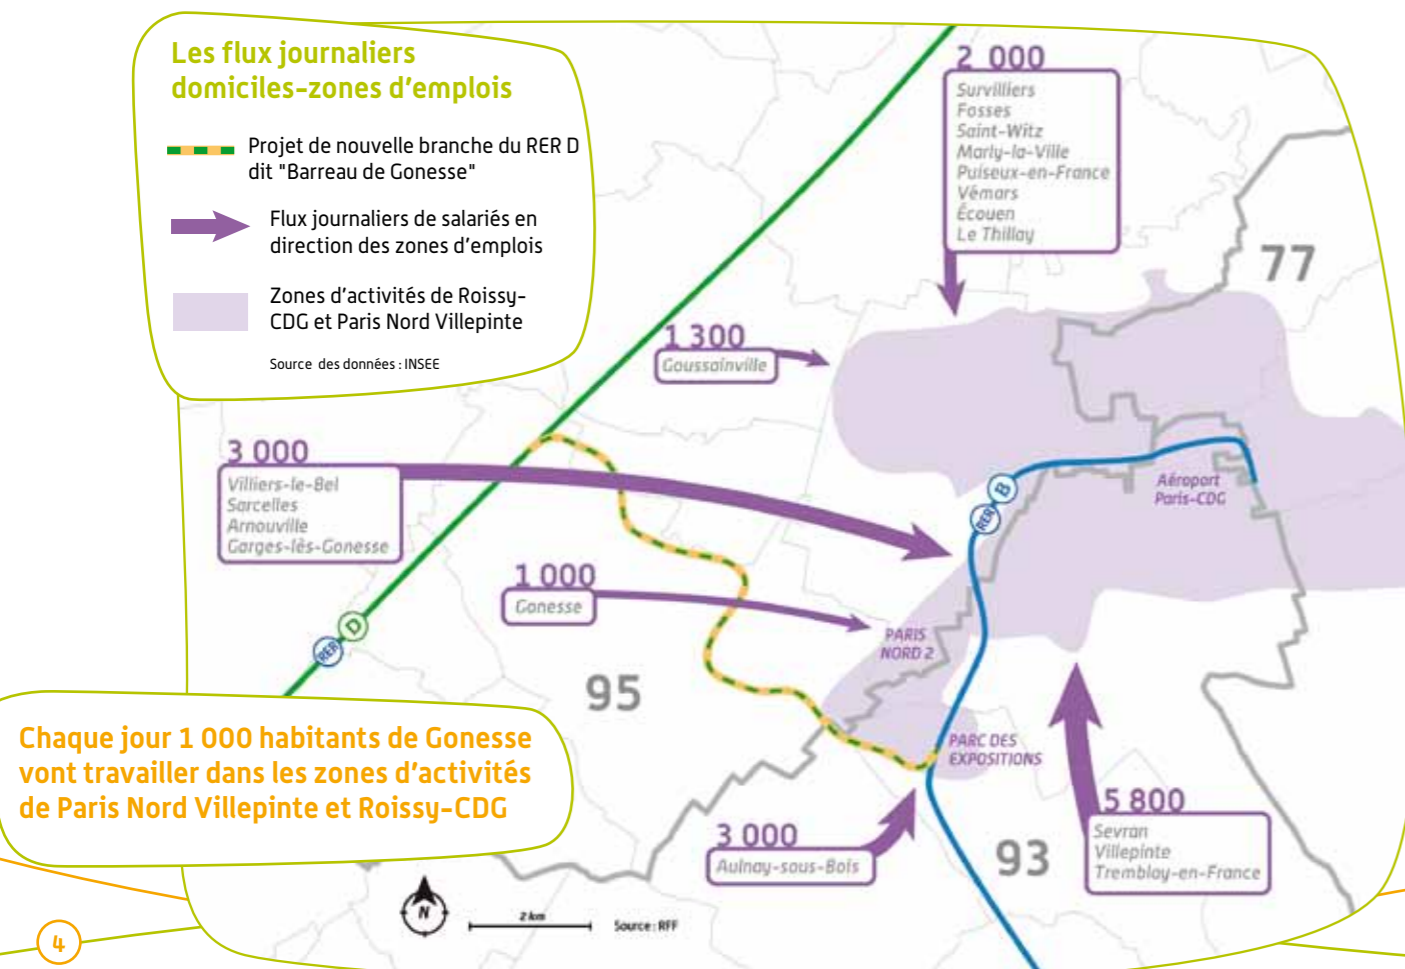 Les flux journaliers
domiciles-zones d'emplois
Projet de nouvelle branche du RER D
dit "Barreau de Gonesse"
Flux journaliers de salariés en
direction des zones d'emplois
Zones d'activités de Roissy-
CDG et Paris Nord Villepinte
Source des données : INSEE
2 000
Survilliers
Fosses
Saint-Witz
Marly-la-Ville
Puiseux-en-France
Vémars
Écouen
Le Thillay
77
1 300
Goussainville
3 000
Villiers-le-Bel
Sarcelles
Arnouville
Garges-lès-Gonesse
Aéroport
Paris-CDG
RER B
1 000
Gonesse
RER D
PARIS
NORD 2
95
PARC DES
EXPOSITIONS
Chaque jour 1 000 habitants de Gonesse
vont travailler dans les zones d'activités
de Paris Nord Villepinte et Roissy-CDG
3 000
Aulnay-sous-Bois
93
5 800
Sevran
Villepinte
Tremblay-en-France
N
2 km
Source : RFF
4